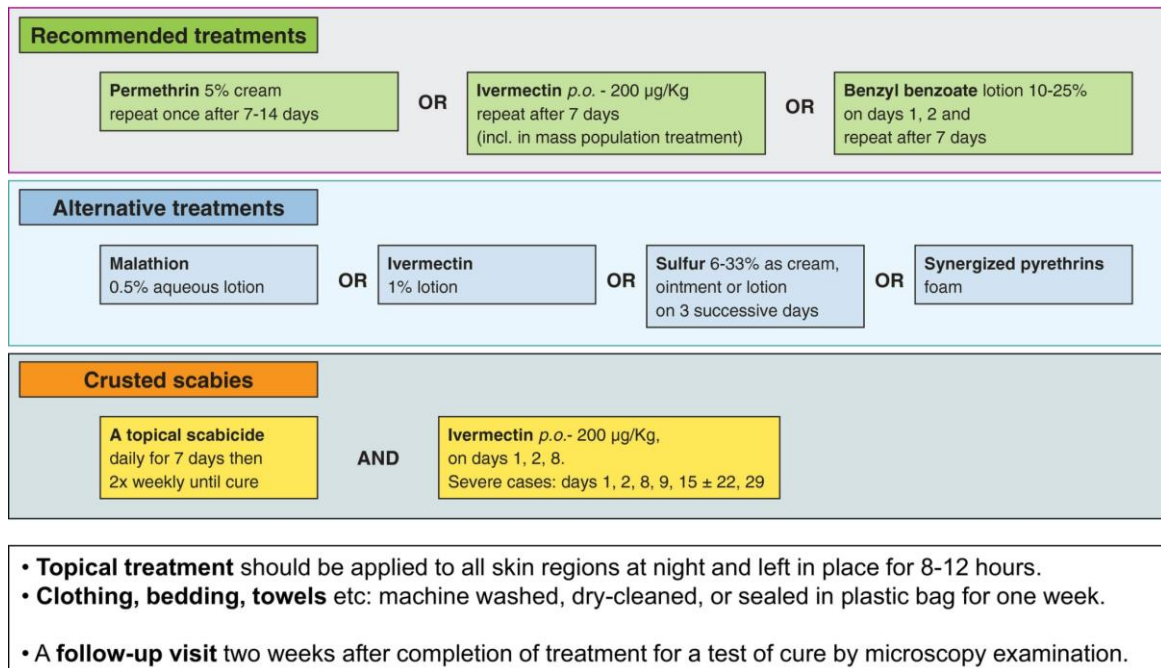 Recommended treatments
Permethrin 5% cream
repeat once after 7-14 days
OR
Ivermectin p.o. - 200 µg/Kg
repeat after 7 days
(incl. in mass population treatment)
OR
Benzyl benzoate lotion 10-25%
on days 1, 2 and
repeat after 7 days
Alternative treatments
Malathion
0.5% aqueous lotion
OR
Ivermectin
1% lotion
OR
Sulfur 6-33% as cream,
ointment or lotion
on 3 successive days
OR
Synergized pyrethrins
foam
Crusted scabies
A topical scabicide
daily for 7 days then
2x weekly until cure
AND
Ivermectin p.o.- 200 µg/Kg,
on days 1, 2, 8.
Severe cases: days 1, 2, 8, 9, 15 ± 22, 29
• Topical treatment should be applied to all skin regions at night and left in place for 8-12 hours.
• Clothing, bedding, towels etc: machine washed, dry-cleaned, or sealed in plastic bag for one week.
• A follow-up visit two weeks after completion of treatment for a test of cure by microscopy examination.